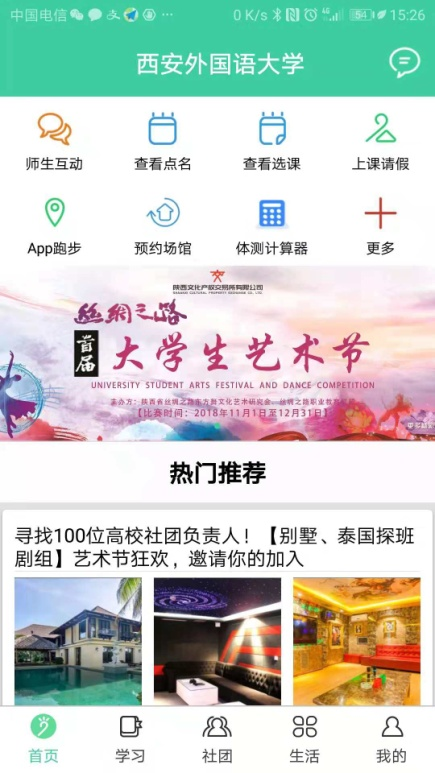 中国电信
0 K/s
4G
54
15:26
西安外国语大学
师生互动
查看点名
查看选课
上课请假
App跑步
预约场馆
体测计算器
更多
陕西文化产权交易所有限公司
丝绸之路
首届
大学生艺术节
UNIVERSITY STUDENT ARTS FESTIVAL AND DANCE COMPETITION
【比赛时间：2018年11月1日至12月31日】
热门推荐
寻找100位高校社团负责人！【别墅、泰国探班
剧组】艺术节狂欢，邀请你的加入
首页
学习
社团
生活
我的